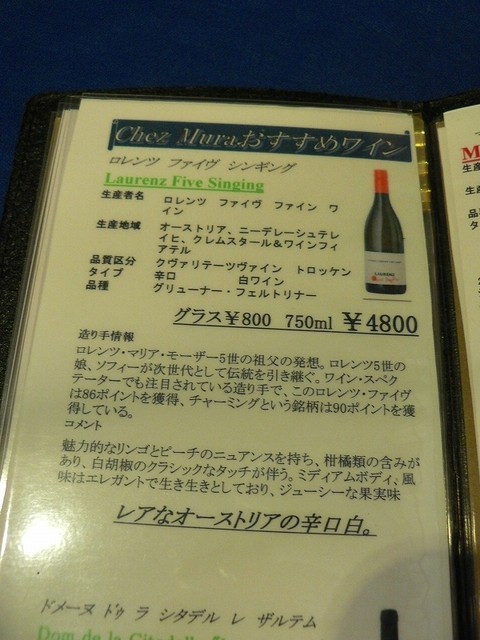 Chez Muraおすすめワイン
ロレンツ ファイヴ シンギング
Laurenz Five Singing
生産者名 ロレンツ ファイヴ ファイン ワ
イン
生産地域 オーストリア、ニーデレーシュテレ
イヒ、クレムスタール＆ワインフィ
アテル
品質区分 クヴァリテーツヴァイン トロッケン
タイプ 辛口 白ワイン
品種 グリューナー・フェルトリナー
グラス￥800 750ml ￥4800
造り手情報
ロレンツ・マリア・モーザー5世の祖父の発想。ロレンツ5世の
娘、ソフィーが次世代として伝統を引き継ぐ。ワイン・スペク
テーターでも注目されている造り手で、このロレンツ・ファイヴ
は86ポイントを獲得、チャーミングという銘柄は90ポイントを獲
得している。
コメント
魅力的なリンゴとピーチのニュアンスを持ち、柑橘類の含みが
あり、白胡椒のクラシックなタッチが伴う。ミディアムボディ、風
味はエレガントで生き生きとしており、ジューシーな果実味
レアなオーストリアの辛口白。
ドメーヌ ドゥ ラ シタデル レ ザルテム
Dom de la Citadelle